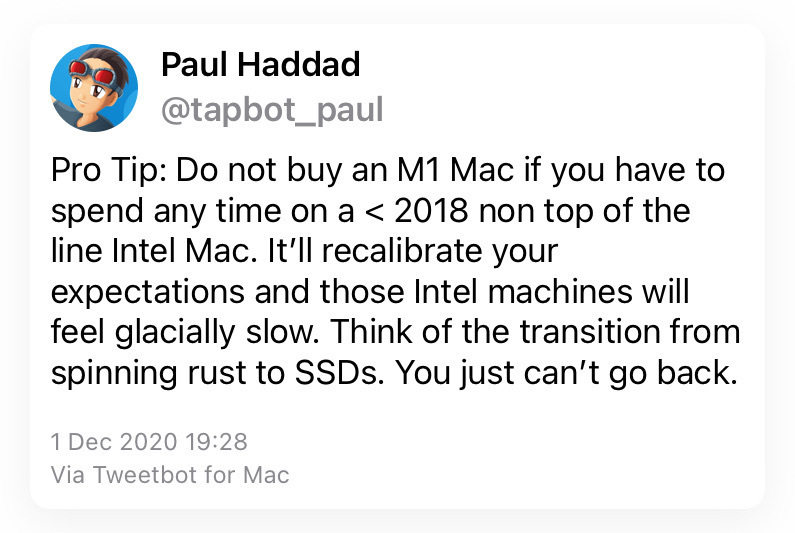 Paul Haddad
@tapbot_paul
Pro Tip: Do not buy an M1 Mac if you have to
spend any time on a < 2018 non top of the
line Intel Mac. It’ll recalibrate your
expectations and those Intel machines will
feel glacially slow. Think of the transition from
spinning rust to SSDs. You just can’t go back.
1 Dec 2020 19:28
Via Tweetbot for Mac